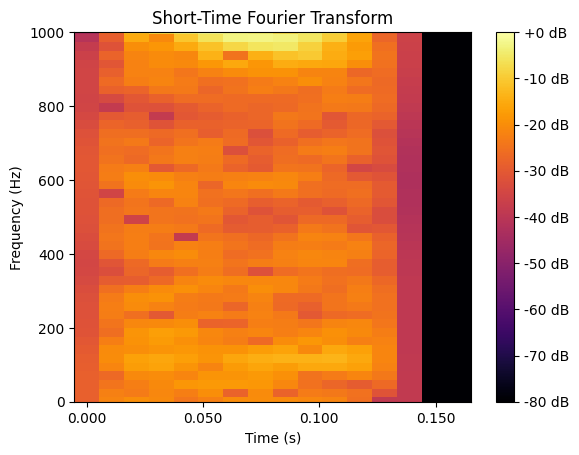 Short-Time Fourier Transform
1000
800
600
400
200
0
Frequency (Hz)
0.000
0.050
0.100
0.150
Time (s)
+0 dB
-10 dB
-20 dB
-30 dB
-40 dB
-50 dB
-60 dB
-70 dB
-80 dB